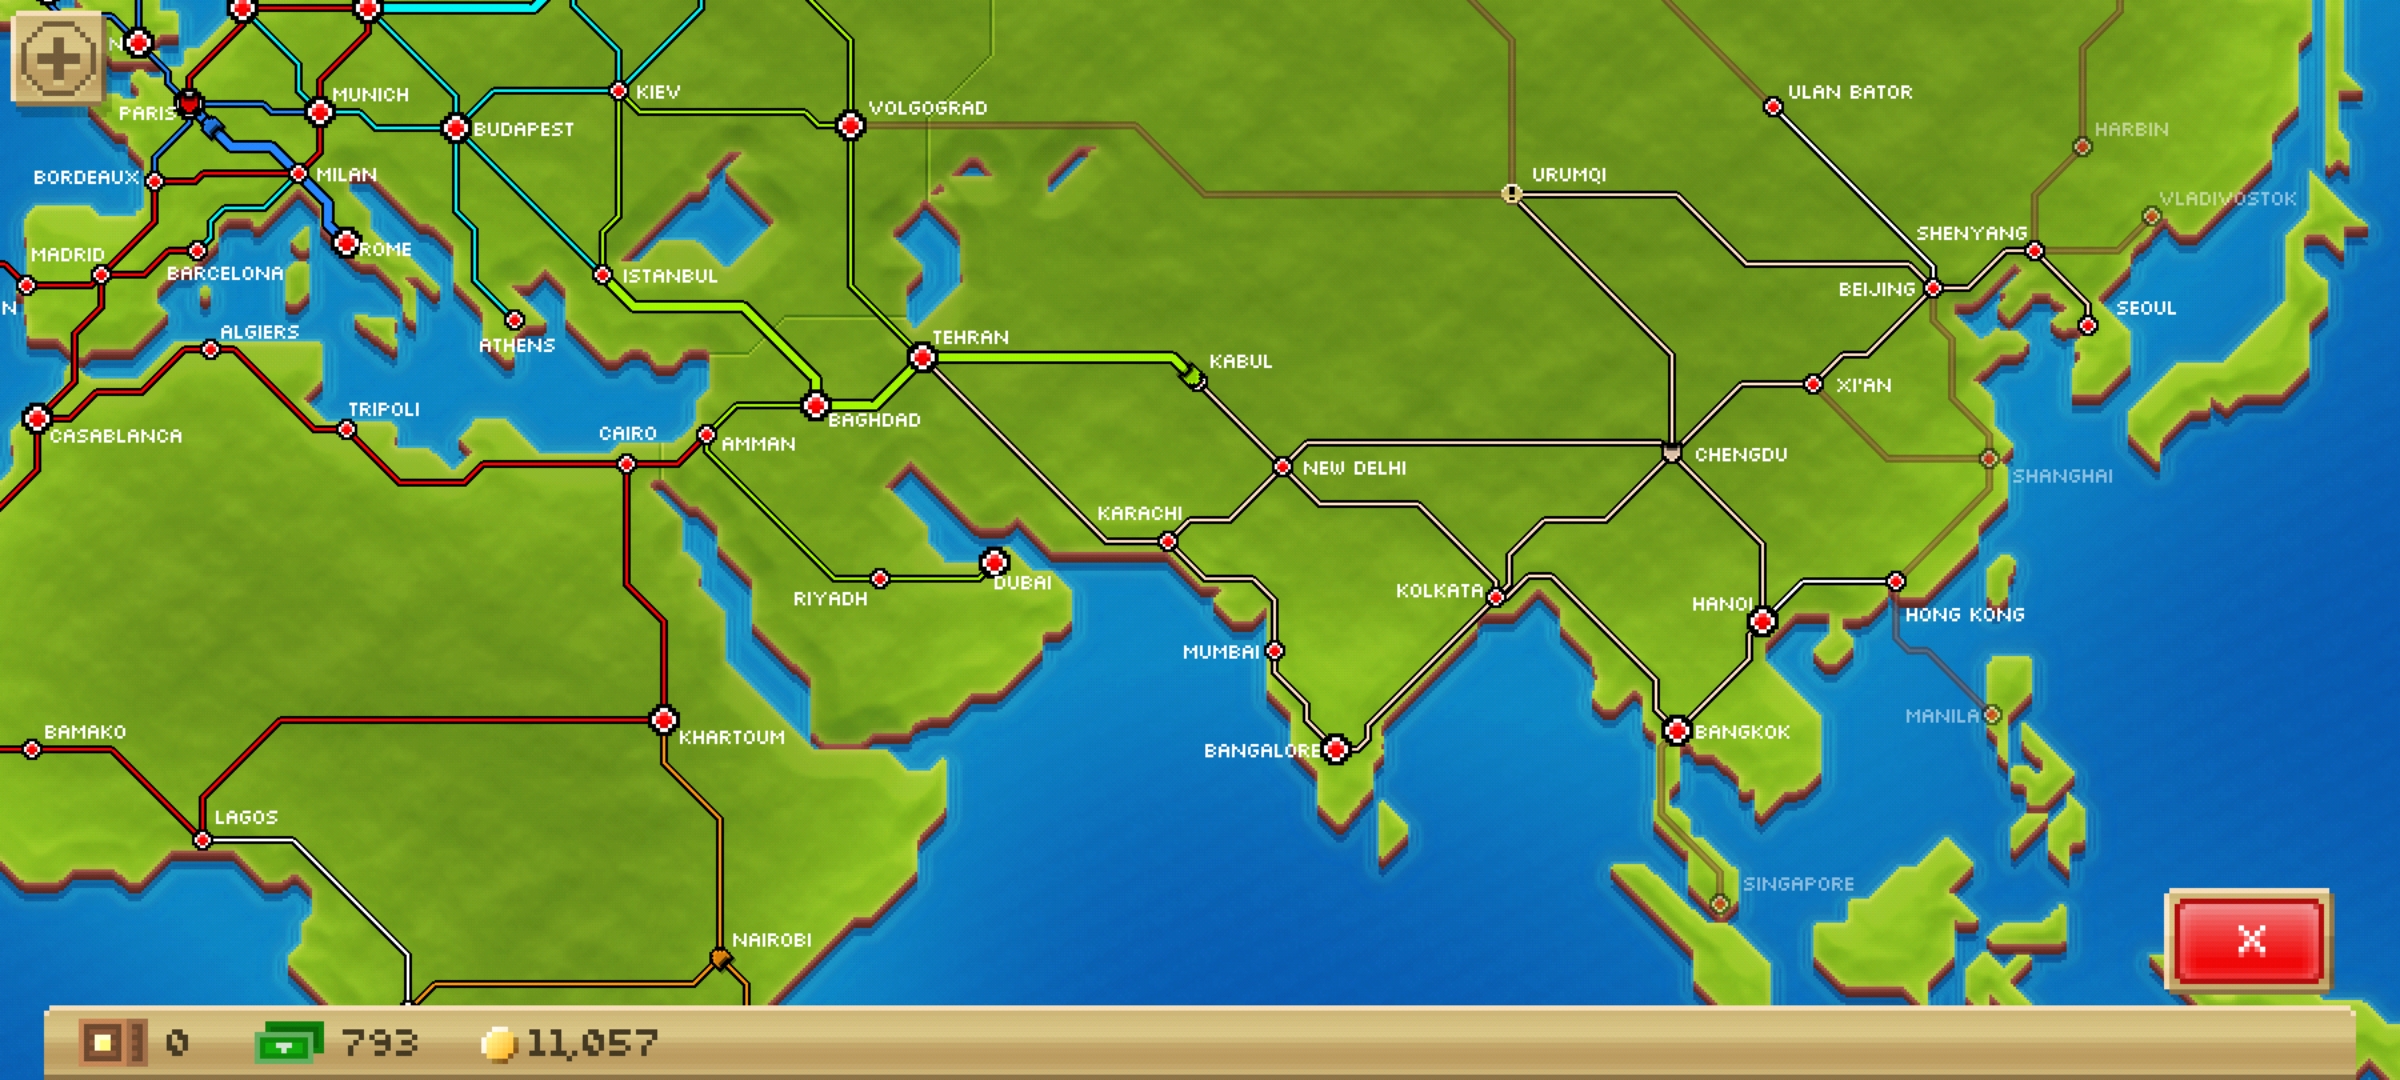 N
MUNICH
KIEV
PARIS
BUDAPEST
VOLGOGRAD
ULAN BATOR
HARBIN
BORDEAUX
MILAN
URUMQI
VLADIVOSTOK
SHENYANG
MADRID
ROME
BARCELONA
ISTANBUL
BEIJING
N
SEOUL
ALGIERS
ATHENS
TEHRAN
KABUL
XI'AN
TRIPOLI
CASABLANCA
CAIRO
AMMAN
BAGHDAD
NEW DELHI
CHENGDU
SHANGHAI
KARACHI
RIYADH
DUBAI
KOLKATA
HANOI
HONG KONG
MUMBAI
MANILA
BAMAKO
KHARTOUM
BANGALORE
BANGKOK
LAGOS
SINGAPORE
NAIROBI
X
0 793 11,057